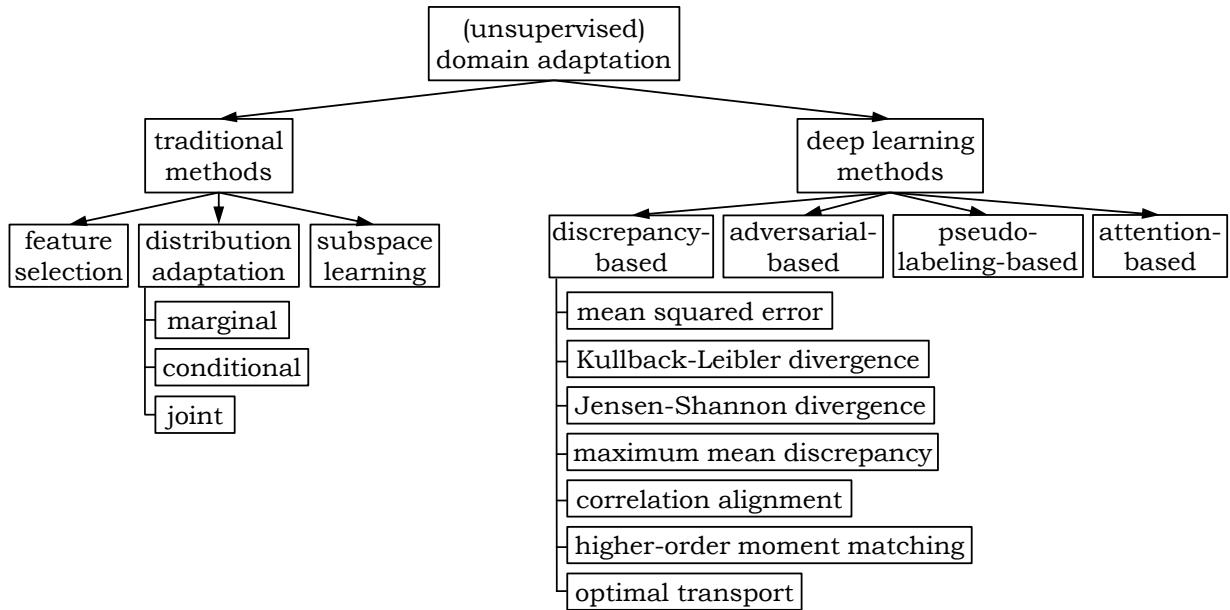 (unsupervised)
domain adaptation
traditional
methods
deep learning
methods
feature
selection
distribution
adaptation
subspace
learning
discrepancy-
based
adversarial-
based
pseudo-
labeling-based
attention-
based
marginal
conditional
joint
mean squared error
Kullback-Leibler divergence
Jensen-Shannon divergence
maximum mean discrepancy
correlation alignment
higher-order moment matching
optimal transport